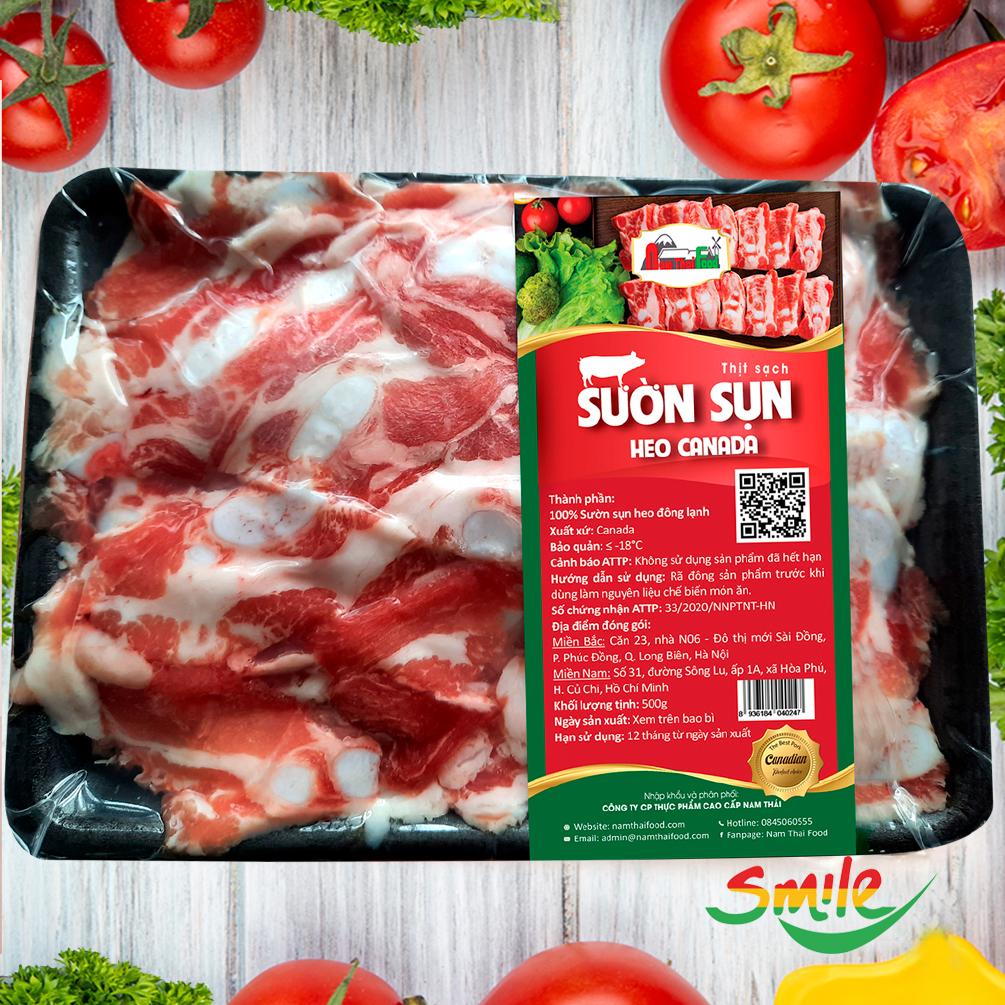 Nam Thai Food
Thịt sạch
SƯỜN SỤN
HEO CANADA
Thành phần:
100% Sườn sụn heo đông lạnh
Xuất xứ: Canada
Bảo quản: ≤ -18°C
Cảnh báo ATTP: Không sử dụng sản phẩm đã hết hạn
Hướng dẫn sử dụng: Rã đông sản phẩm trước khi
dùng làm nguyên liệu chế biến món ăn.
Số chứng nhận ATTP: 33/2020/NNPTNT-HN
Địa điểm đóng gói:
Miền Bắc: Căn 23, nhà N06 - Đô thị mới Sài Đồng,
P. Phúc Đồng, Q. Long Biên, Hà Nội
Miền Nam: Số 31, đường Sông Lu, ấp 1A, xã Hòa Phú,
H. Củ Chi, Hồ Chí Minh
Khối lượng tịnh: 500g
Ngày sản xuất: Xem trên bao bì
Hạn sử dụng: 12 tháng từ ngày sản xuất
8 936184 040247
The Best Pork
Canadian
Perfect choice
Nhập khẩu và phân phối:
CÔNG TY CP THỰC PHẨM CAO CẤP NAM THÁI
Website: namthaifood.com
Hotline: 0845060555
Email: admin@namthaifood.com
Fanpage: Nam Thai Food
Smile